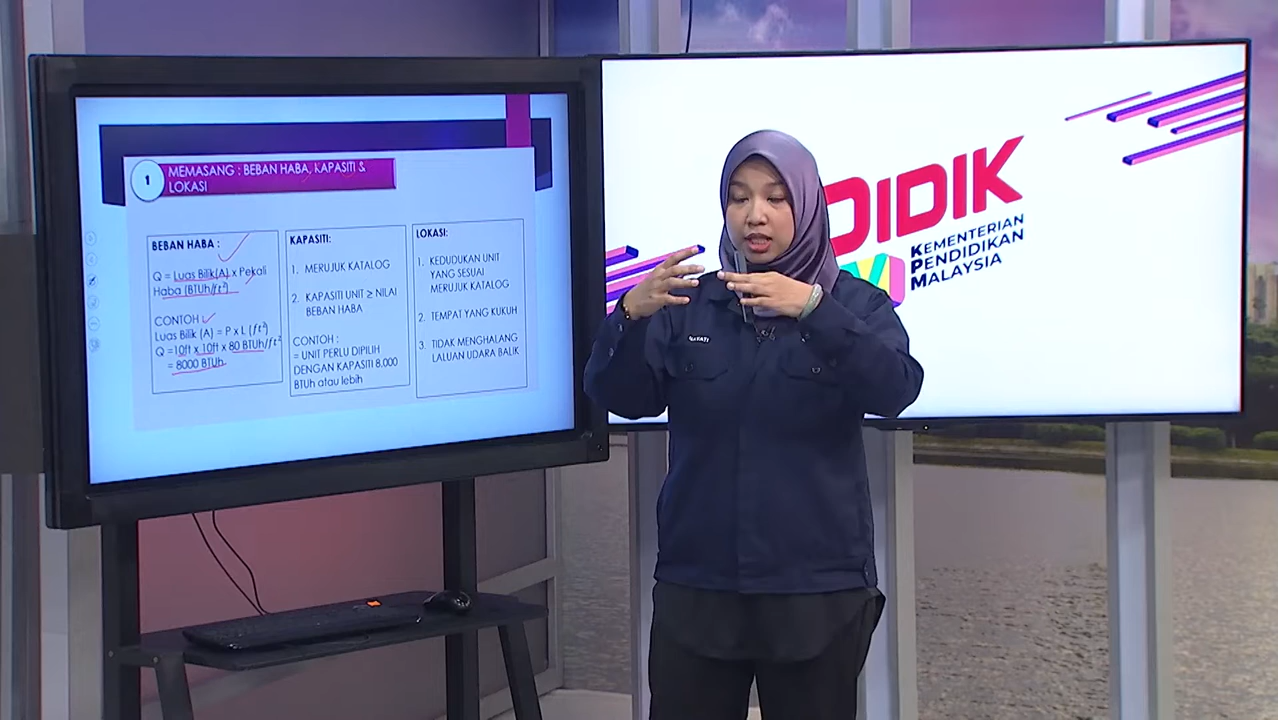 1
MEMASANG : BEBAN HABA, KAPASITI &
LOKASI
BEBAN HABA :
Q = Luas Bilik(A) x Pekali
Haba (BTUh/ft²)
CONTOH
Luas Bilik (A) = P x L (ft²)
Q =10ft x 10ft x 80 BTUh/ft²
= 8000 BTUh.
KAPASITI:
1. MERUJUK KATALOG
2. KAPASITI UNIT ≥ NILAI
BEBAN HABA
CONTOH :
= UNIT PERLU DIPILIH
DENGAN KAPASITI 8,000
BTUh atau lebih
LOKASI:
1. KEDUDUKAN UNIT
YANG SESUAI
MERUJUK KATALOG
2. TEMPAT YANG KUKUH
3. TIDAK MENGHALANG
LALUAN UDARA BALIK
DIDIK
KEMENTERIAN
PENDIDIKAN
MALAYSIA